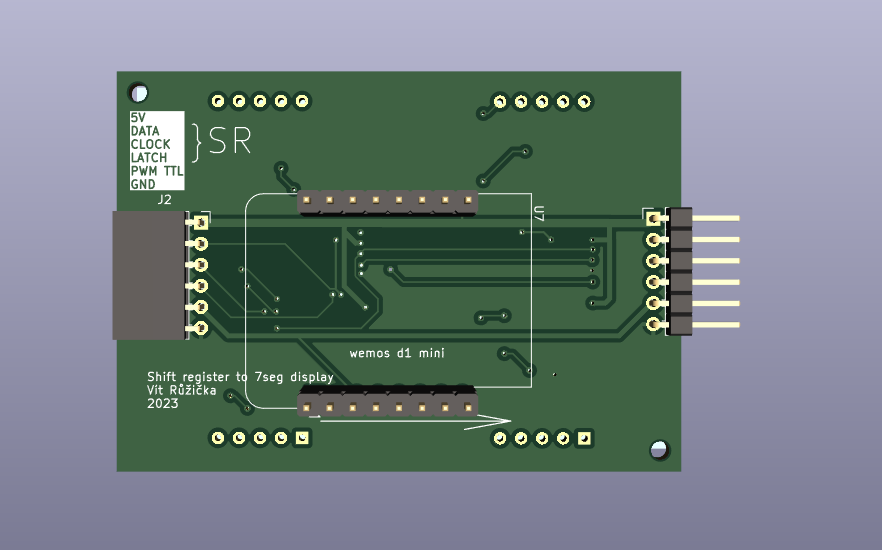 5V
DATA
CLOCK
LATCH
PWM TTL
GND
}SR
J2
U7
wemos d1 mini
Shift register to 7seg display
Vít Růžička
2023